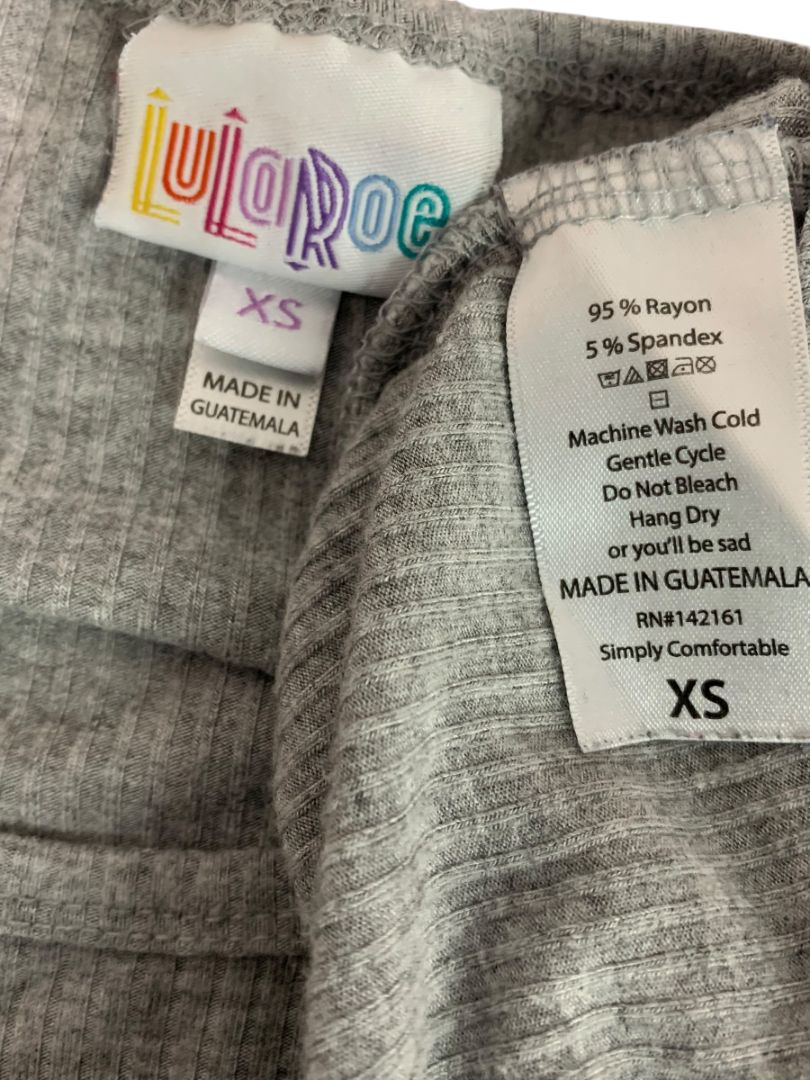 LuLaRoe
XS
MADE IN
GUATEMALA
95 % Rayon
5 % Spandex
Machine Wash Cold
Gentle Cycle
Do Not Bleach
Hang Dry
or you'll be sad
MADE IN GUATEMALA
RN#142161
Simply Comfortable
XS